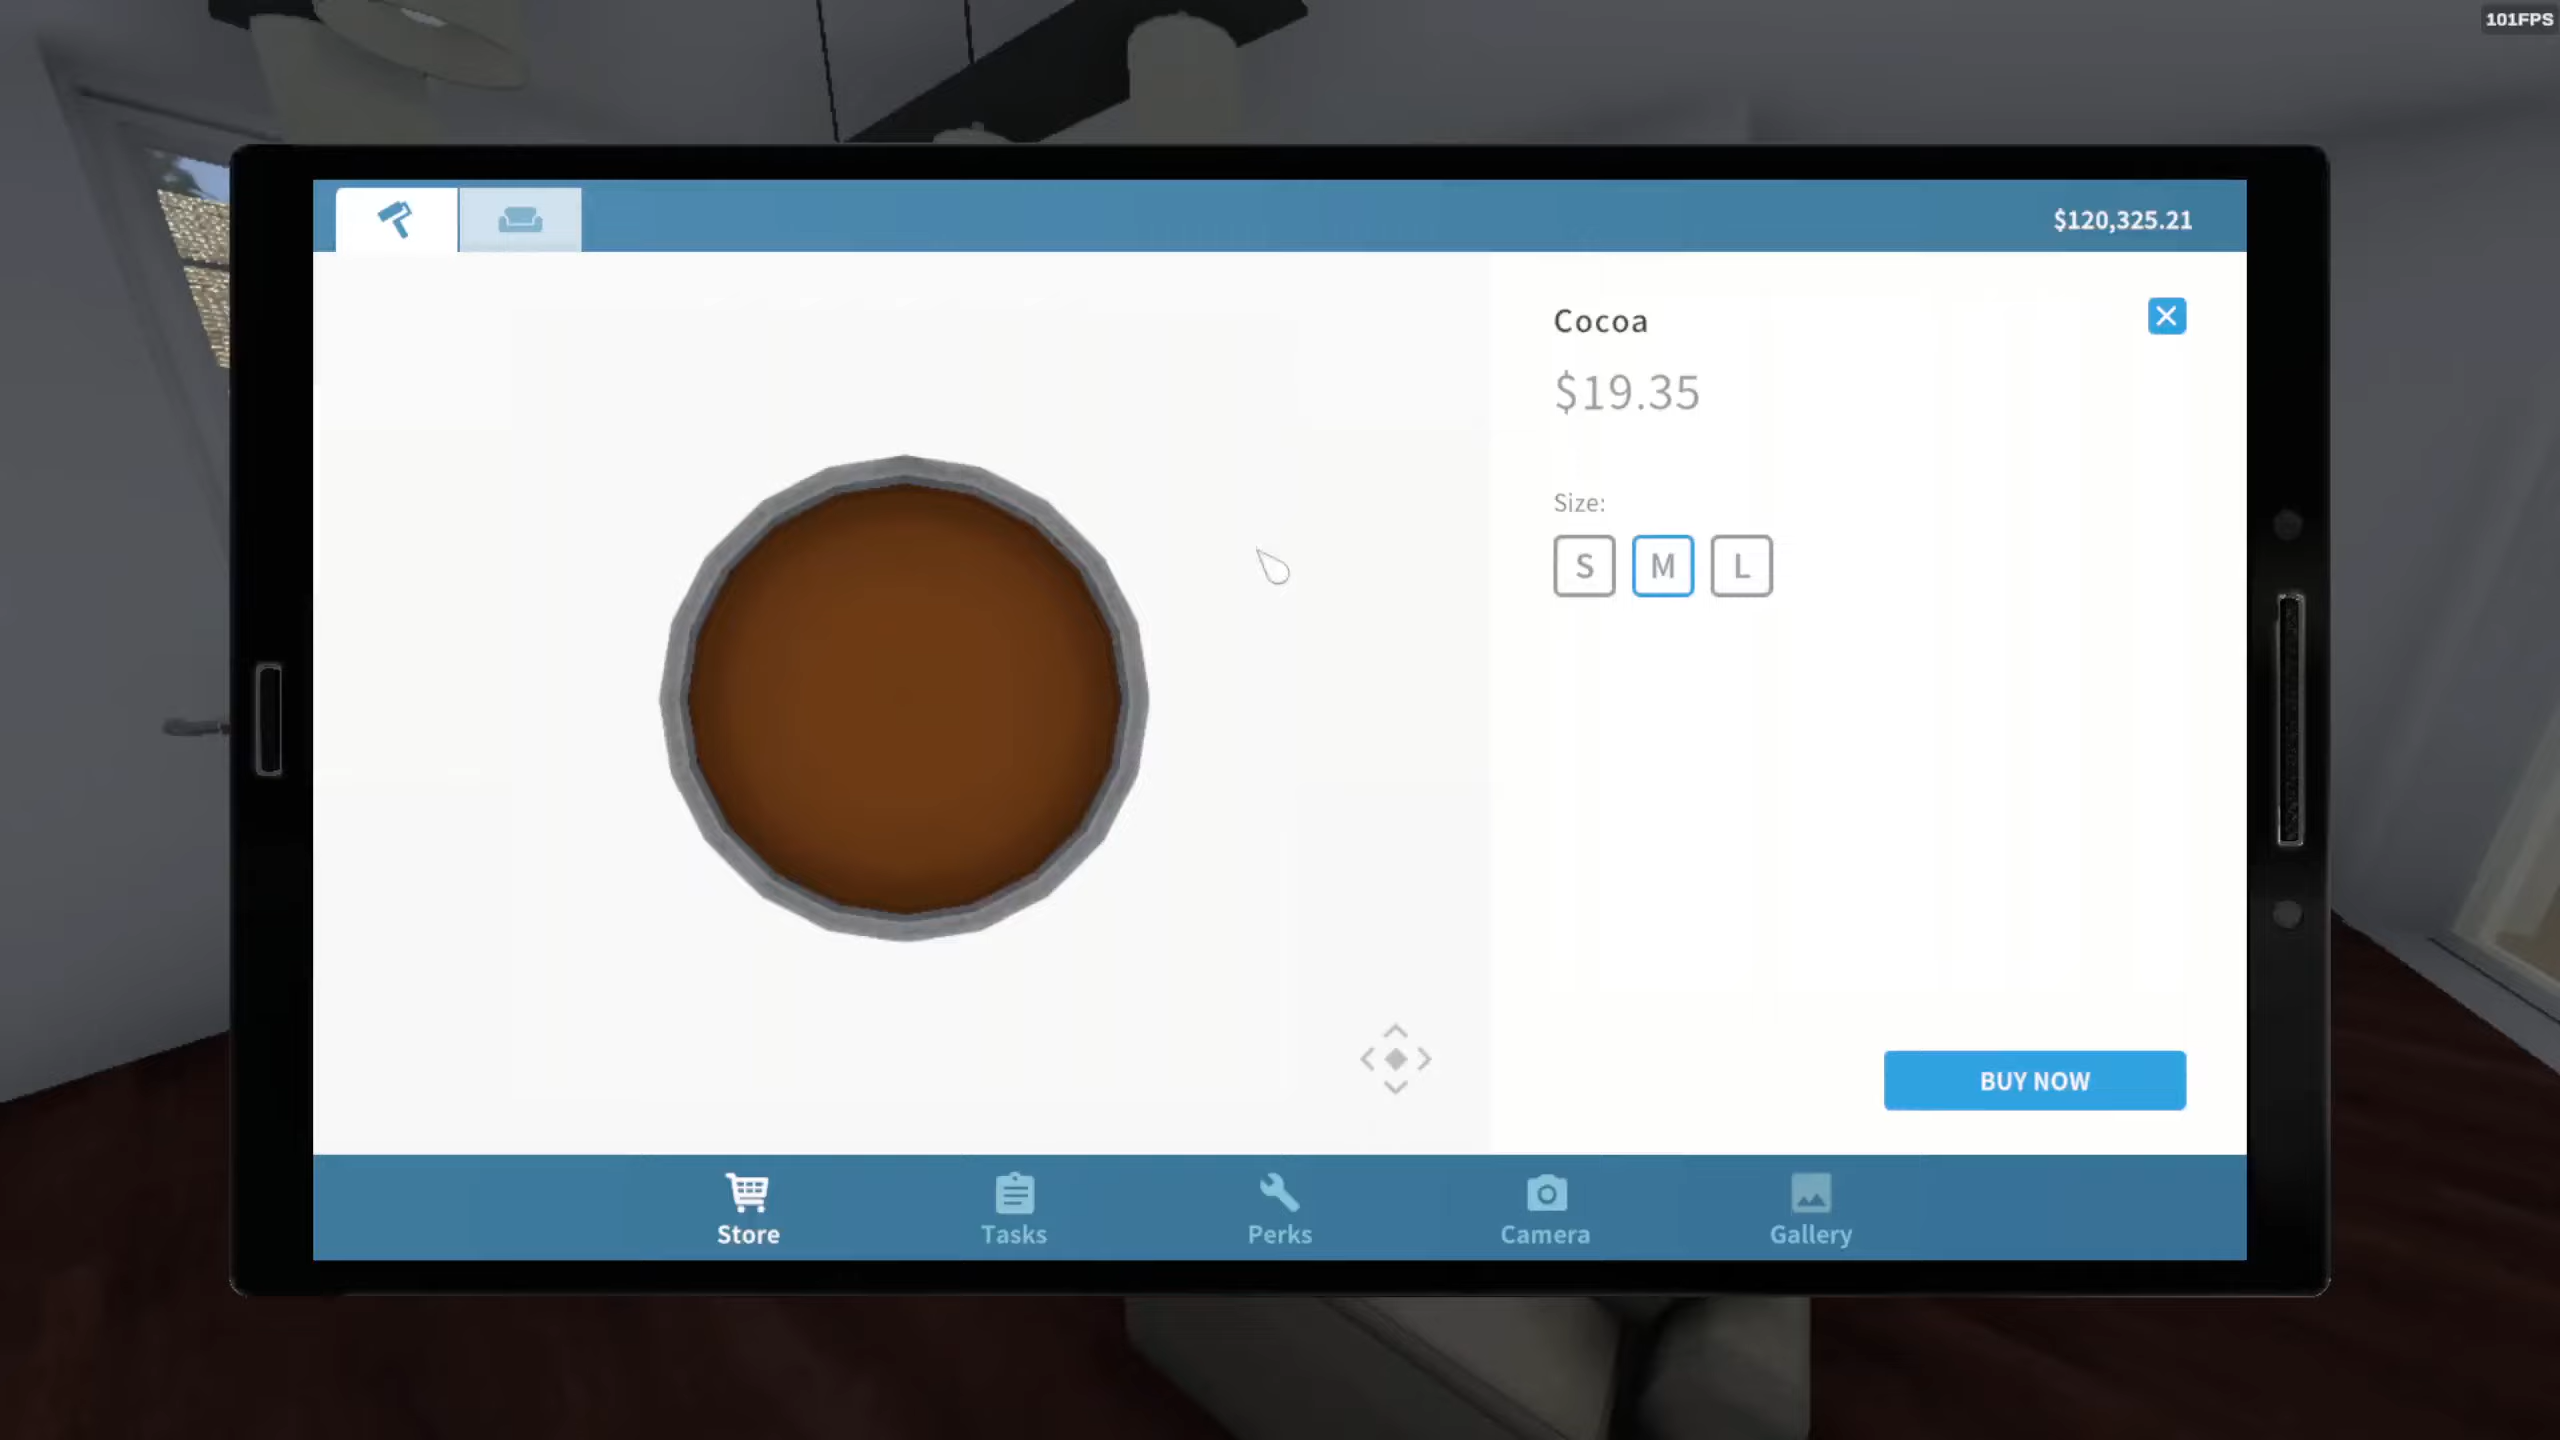 101FPS
$120,325.21
Cocoa
$19.35
Size:
S M L
BUY NOW
Store Tasks Perks Camera Gallery